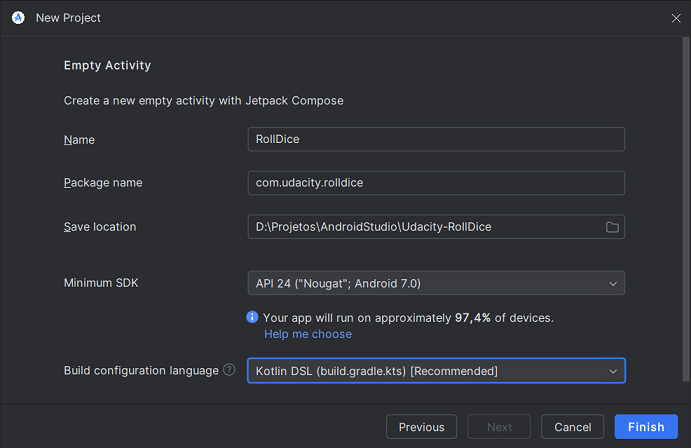 New Project
Empty Activity
Create a new empty activity with Jetpack Compose
Name
RollDice
Package name
com.udacity.rolldice
Save location
D:\Projetos\AndroidStudio\Udacity-RollDice
Minimum SDK
API 24 ("Nougat"; Android 7.0)
Your app will run on approximately 97,4% of devices.
Help me choose
Build configuration language ?
Kotlin DSL (build.gradle.kts) [Recommended]
Previous
Next
Cancel
Finish